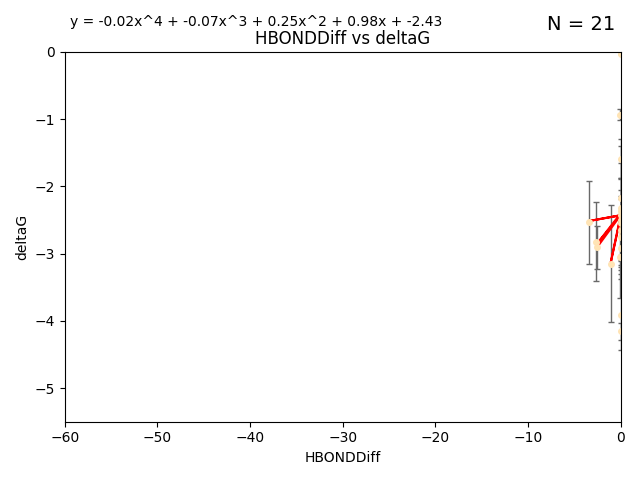 y = -0.02x^4 + -0.07x^3 + 0.25x^2 + 0.98x + -2.43
N = 21
HBONDDiff vs deltaG
0
−1
−2
−3
−4
−5
deltaG
−60
−50
−40
−30
−20
−10
0
HBONDDiff